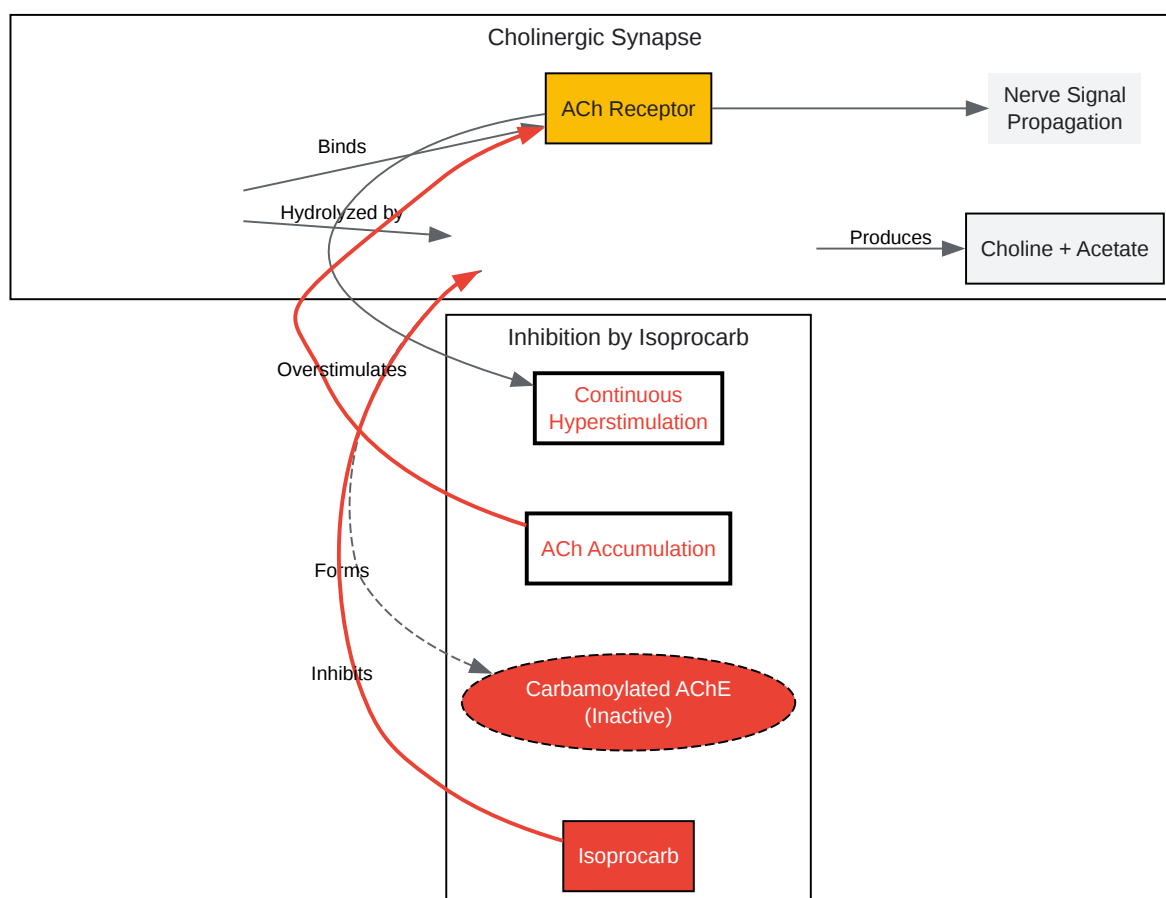 Cholinergic Synapse
ACh Receptor
Nerve Signal
Propagation
Binds
Hydrolyzed by
Produces
Choline + Acetate
Inhibition by Isoprocarb
Overstimulates
Continuous
Hyperstimulation
ACh Accumulation
Forms
Inhibits
Carbamoylated AChE
(Inactive)
Isoprocarb